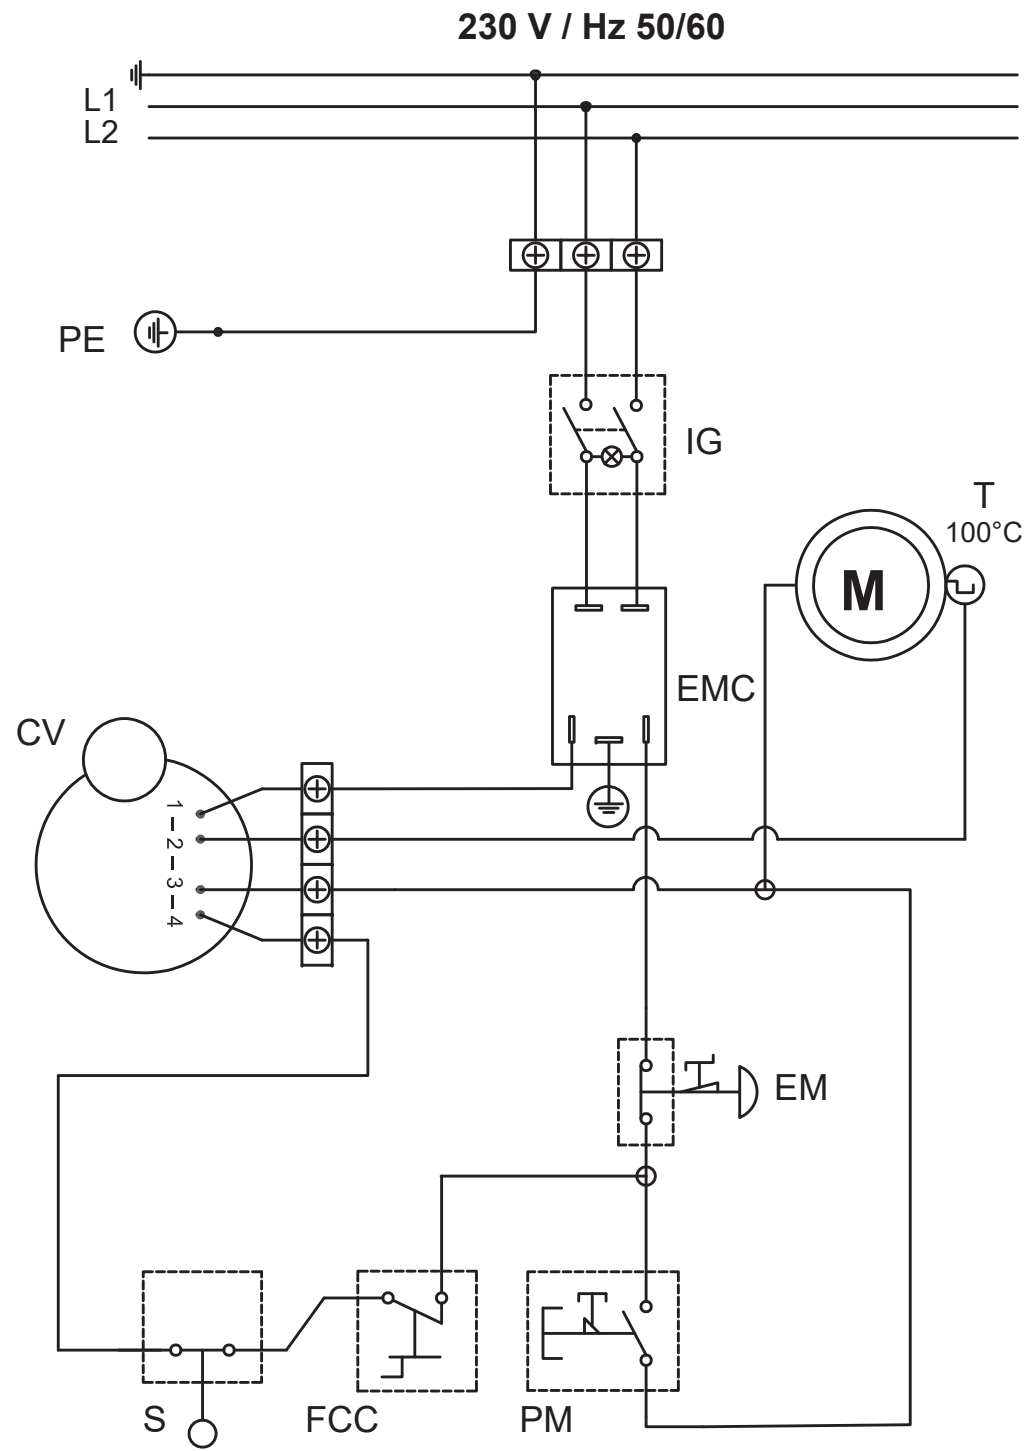 230 V / Hz 50/60
L1
L2
PE
IG
T
100°C
M
EMC
CV
1 – 2 – 3 – 4
EM
S
FCC
PM